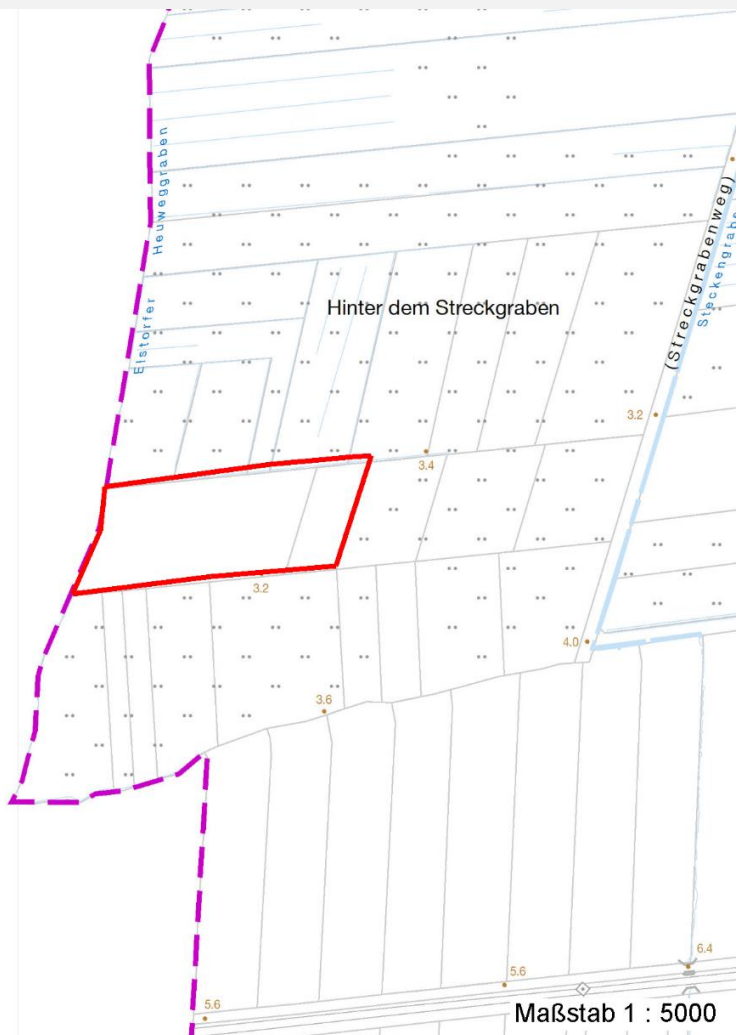 Elstorfer Heuweggraben
(Streckgrabenweg)
Steckengrabe
Hinter dem Streckgraben
3.2
3.4
3.2
4.0
3.6
6.4
5.6
5.6
Maßstab 1 : 5000